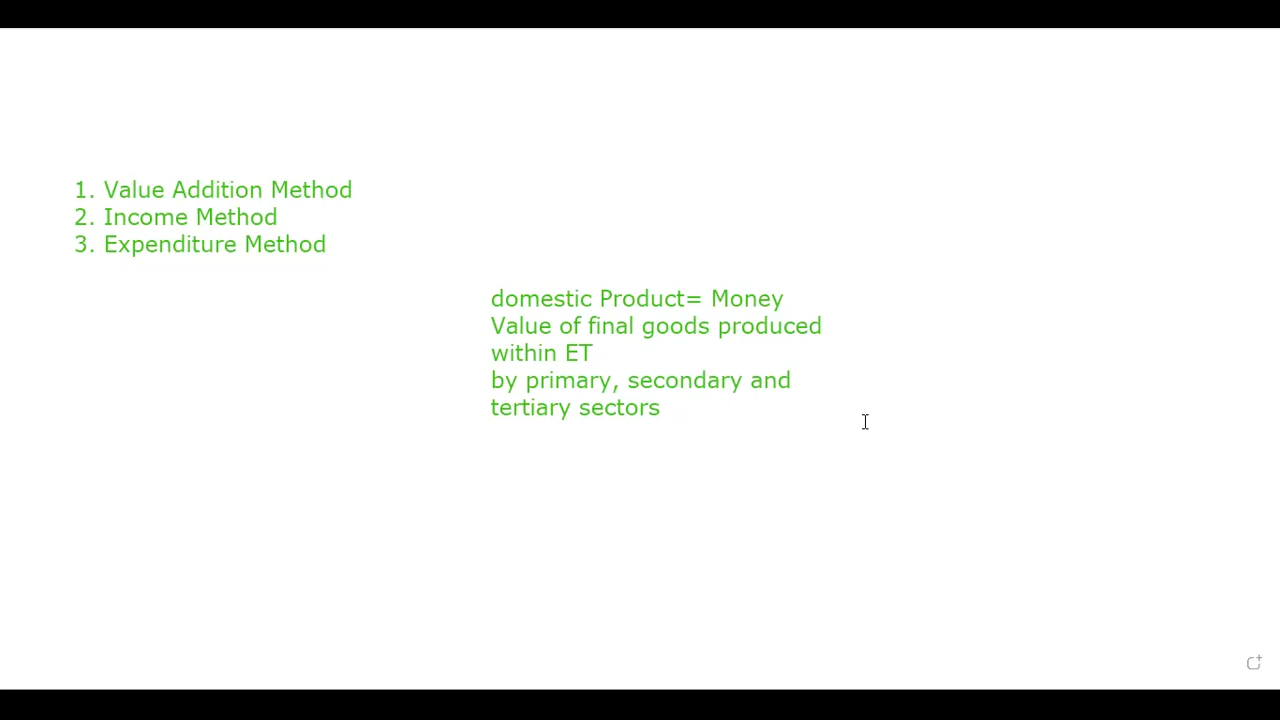 1. Value Addition Method
2. Income Method
3. Expenditure Method
domestic Product= Money
Value of final goods produced
within ET
by primary, secondary and
tertiary sectors